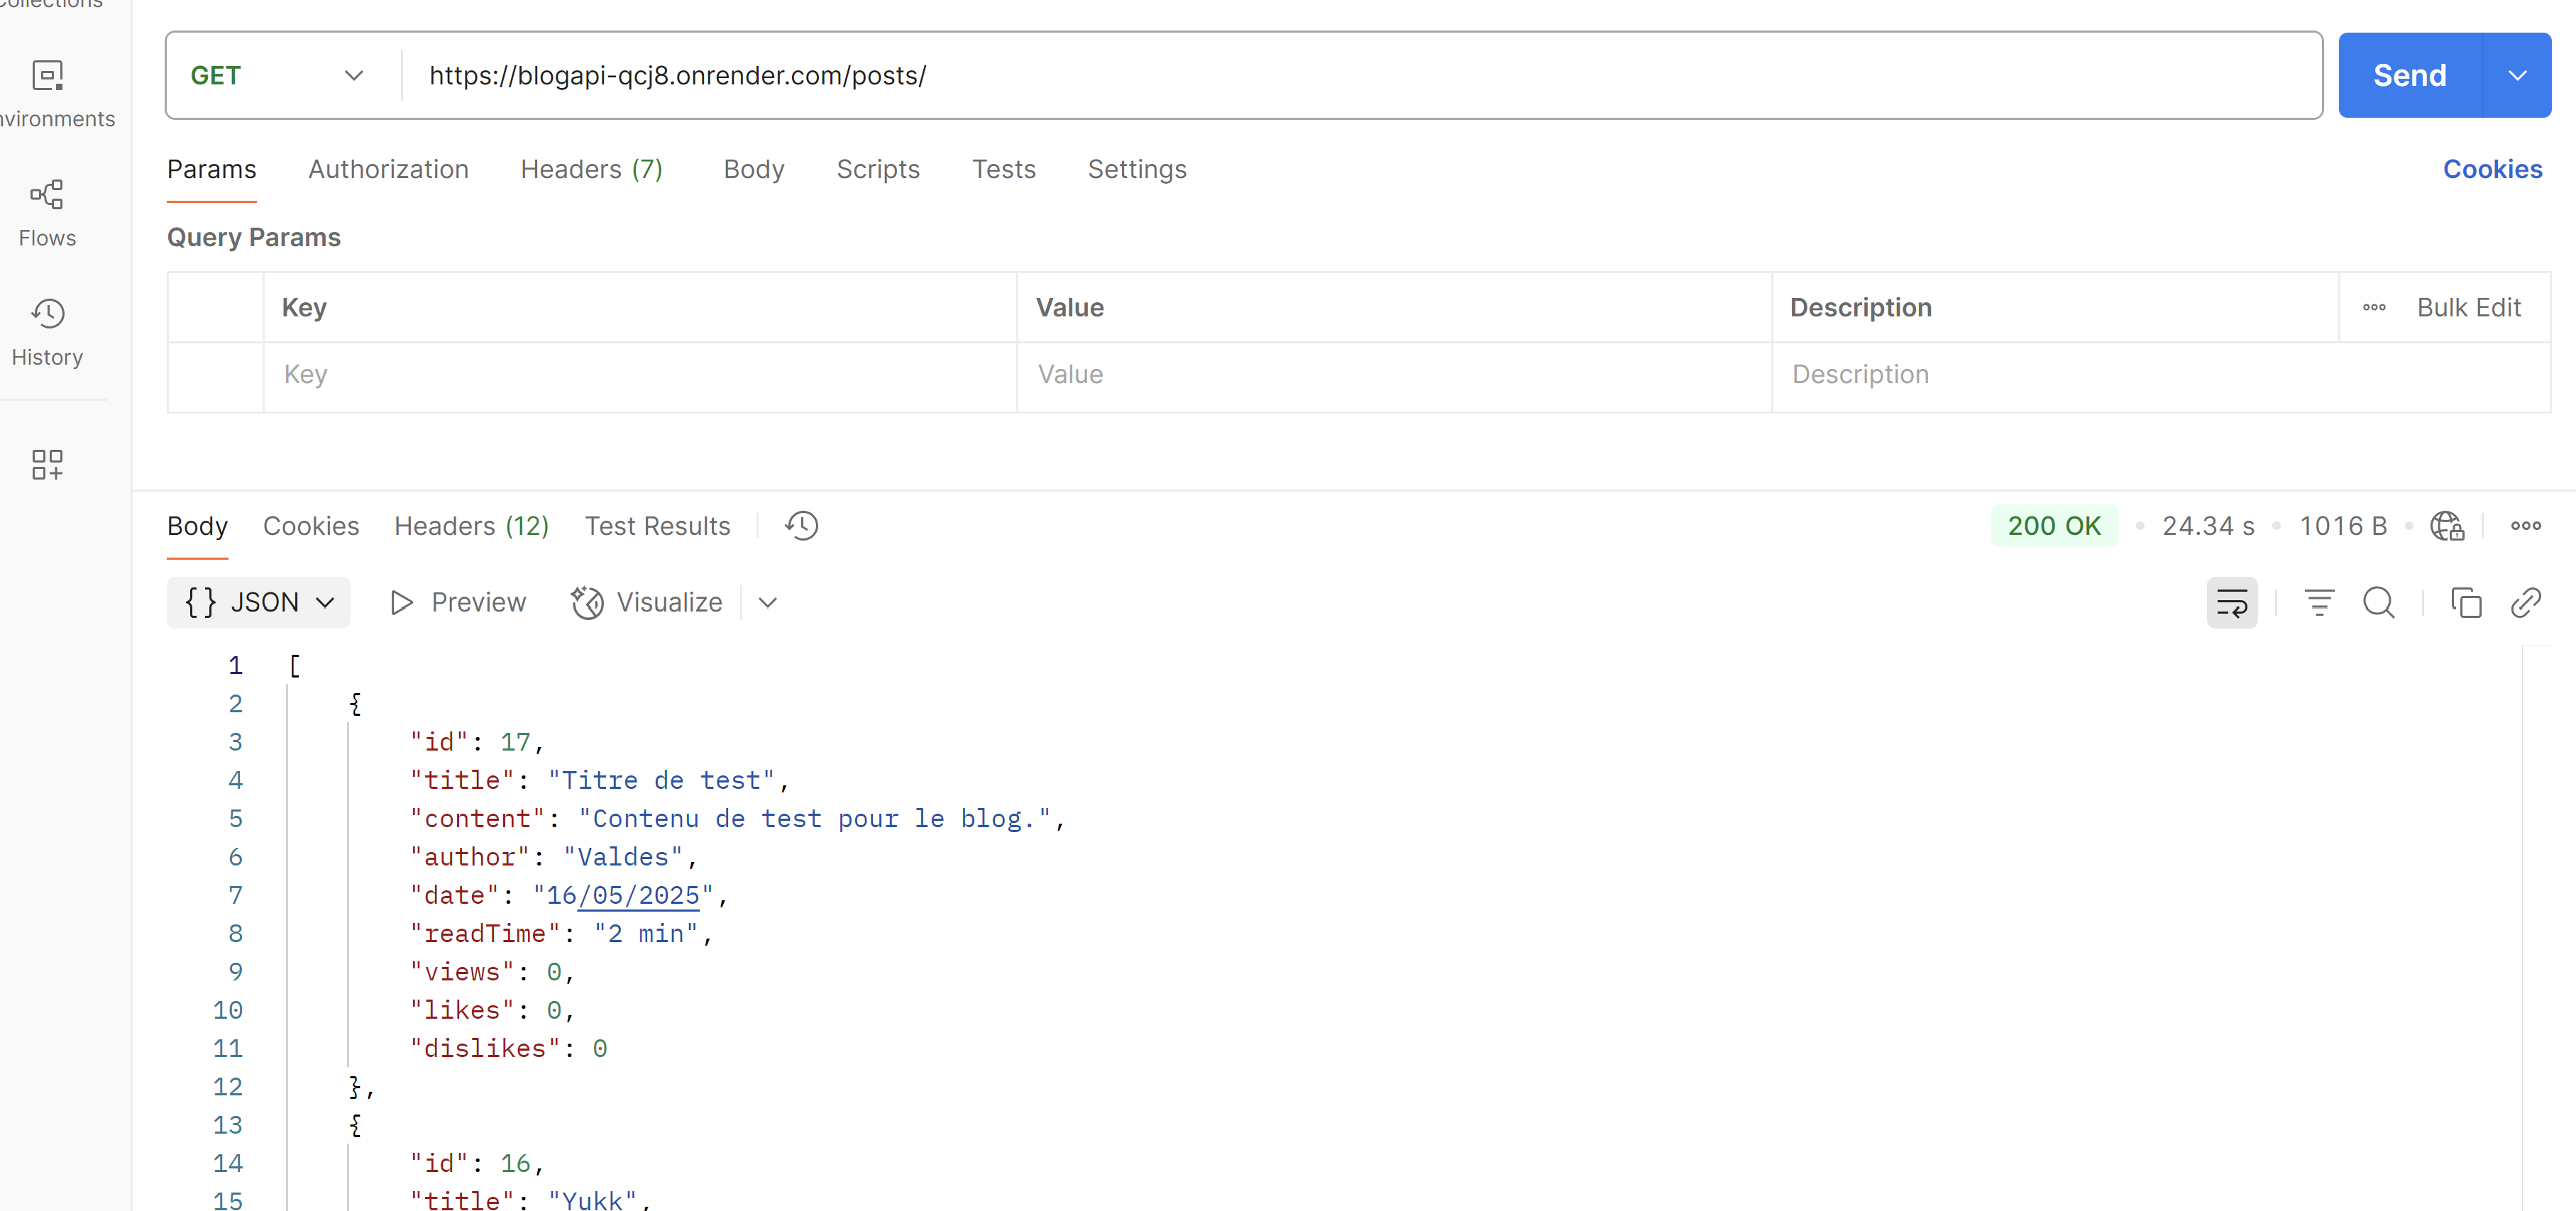 Collections
GET https://blogapi-qcj8.onrender.com/posts/ Send
nvironments
Params Authorization Headers (7) Body Scripts Tests Settings Cookies
Flows
Query Params
Key Value Description Bulk Edit
History
Key Value Description
Body Cookies Headers (12) Test Results 200 OK 24.34 s 1016 B
{} JSON Preview Visualize
1 [
2 {
3 "id": 17,
4 "title": "Titre de test",
5 "content": "Contenu de test pour le blog.",
6 "author": "Valdes",
7 "date": "16/05/2025",
8 "readTime": "2 min",
9 "views": 0,
10 "likes": 0,
11 "dislikes": 0
12 },
13 {
14 "id": 16,
15 "title": "Yukk",